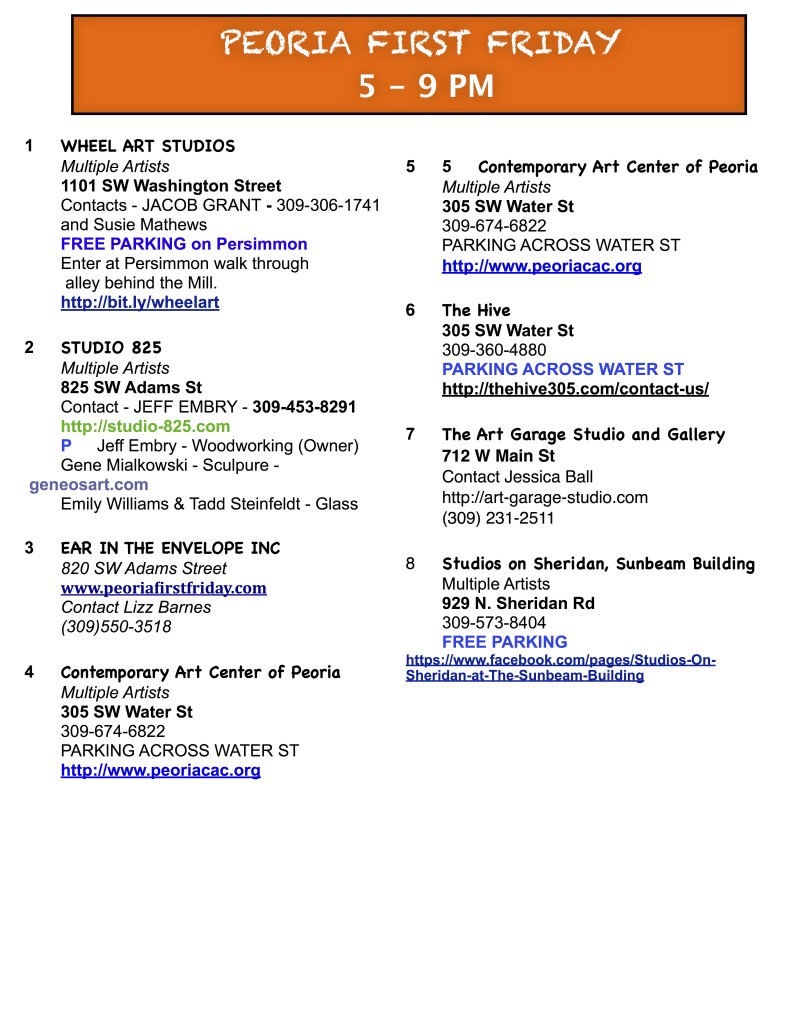 PEORIA FIRST FRIDAY
5 – 9 PM
1 WHEEL ART STUDIOS
Multiple Artists
1101 SW Washington Street
Contacts - JACOB GRANT - 309-306-1741
and Susie Mathews
FREE PARKING on Persimmon
Enter at Persimmon walk through
alley behind the Mill.
http://bit.ly/wheelart
2 STUDIO 825
Multiple Artists
825 SW Adams St
Contact - JEFF EMBRY - 309-453-8291
http://studio-825.com
P Jeff Embry - Woodworking (Owner)
Gene Mialkowski - Sculpure -
geneosart.com
Emily Williams & Tadd Steinfeldt - Glass
3 EAR IN THE ENVELOPE INC
820 SW Adams Street
www.peoriafirstfriday.com
Contact Lizz Barnes
(309)550-3518
4 Contemporary Art Center of Peoria
Multiple Artists
305 SW Water St
309-674-6822
PARKING ACROSS WATER ST
http://www.peoriacac.org
5 5 Contemporary Art Center of Peoria
Multiple Artists
305 SW Water St
309-674-6822
PARKING ACROSS WATER ST
http://www.peoriacac.org
6 The Hive
305 SW Water St
309-360-4880
PARKING ACROSS WATER ST
http://thehive305.com/contact-us/
7 The Art Garage Studio and Gallery
712 W Main St
Contact Jessica Ball
http://art-garage-studio.com
(309) 231-2511
8 Studios on Sheridan, Sunbeam Building
Multiple Artists
929 N. Sheridan Rd
309-573-8404
FREE PARKING
https://www.facebook.com/pages/Studios-On-
Sheridan-at-The-Sunbeam-Building